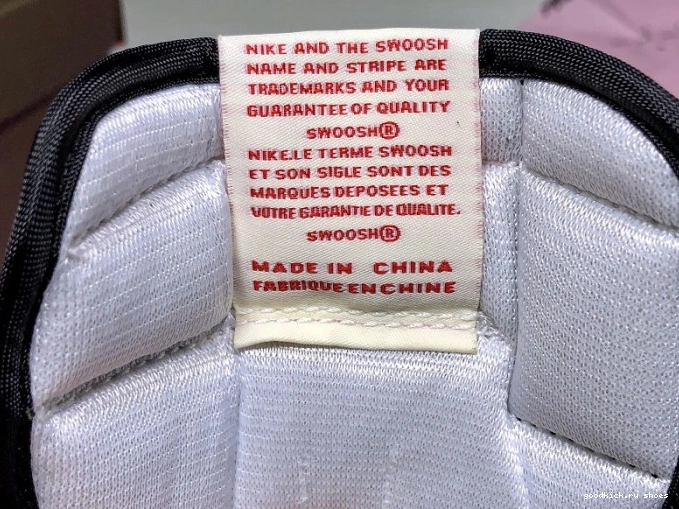 NIKE AND THE SWOOSH
NAME AND STRIPE ARE
TRADEMARKS AND YOUR
GUARANTEE OF QUALITY
SWOOSH®
NIKE.LE TERME SWOOSH
ET SON SIGLE SONT DES
MARQUES DEPOSEES ET
VOTRE GARANTIE DE QUALITE.
SWOOSH®
MADE IN CHINA
FABRIQUE EN CHINE
goodkick.ru shoes